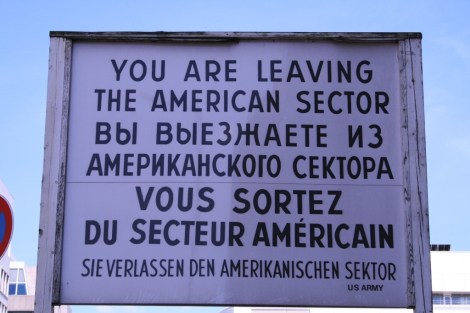 YOU ARE LEAVING
THE AMERICAN SECTOR
ВЫ ВЫЕЗЖАЕТЕ ИЗ
АМЕРИКАНСКОГО СЕКТОРА
VOUS SORTEZ
DU SECTEUR AMÉRICAIN
SIE VERLASSEN DEN AMERIKANISCHEN SEKTOR
US ARMY